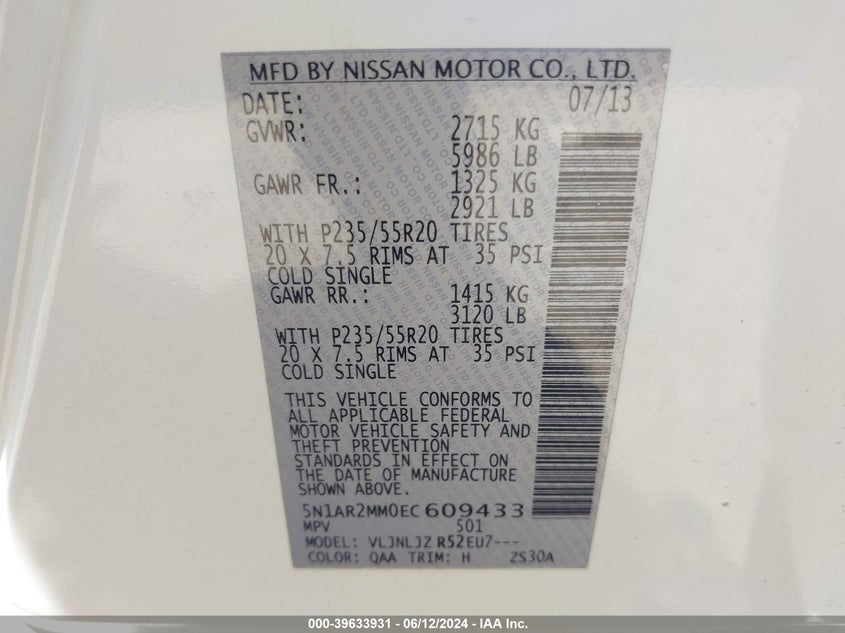 MFD BY NISSAN MOTOR CO., LTD.
DATE: 07/13
GVWR: 2715 KG
5986 LB
GAWR FR.: 1325 KG
2921 LB
WITH P235/55R20 TIRES
20 X 7.5 RIMS AT 35 PSI
COLD SINGLE
GAWR RR.: 1415 KG
3120 LB
WITH P235/55R20 TIRES
20 X 7.5 RIMS AT 35 PSI
COLD SINGLE
THIS VEHICLE CONFORMS TO
ALL APPLICABLE FEDERAL
MOTOR VEHICLE SAFETY AND
THEFT PREVENTION
STANDARDS IN EFFECT ON
THE DATE OF MANUFACTURE
SHOWN ABOVE.
5N1AR2MM0EC 609433
MPV 501
MODEL: VLJNLJZ R52EU7---
COLOR: QAA TRIM: H ZS30A
000-39633931 - 06/12/2024 - IAA Inc.